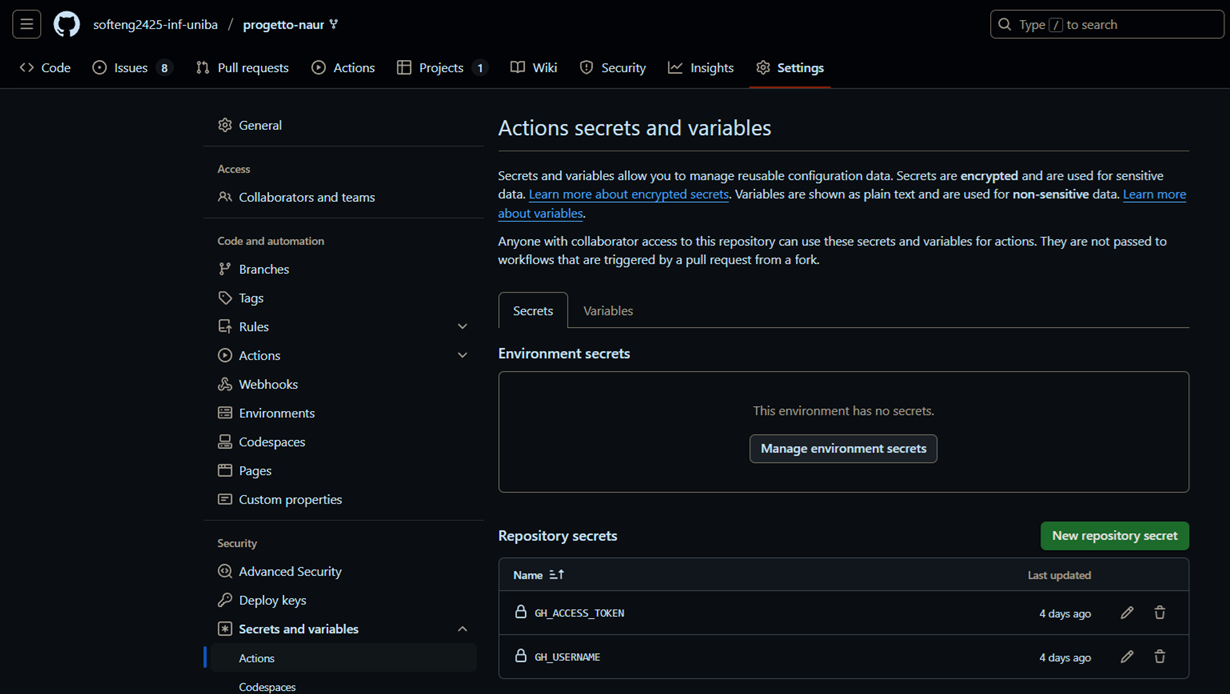 softeng2425-inf-uniba / progetto-naur
Type / to search
Code Issues 8 Pull requests Actions Projects 1 Wiki Security Insights Settings
General
Access
Collaborators and teams
Code and automation
Branches
Tags
Rules
Actions
Webhooks
Environments
Codespaces
Pages
Custom properties
Security
Advanced Security
Deploy keys
Secrets and variables
Actions
Codespaces
Actions secrets and variables
Secrets and variables allow you to manage reusable configuration data. Secrets are encrypted and are used for sensitive
data. Learn more about encrypted secrets. Variables are shown as plain text and are used for non-sensitive data. Learn more
about variables.
Anyone with collaborator access to this repository can use these secrets and variables for actions. They are not passed to
workflows that are triggered by a pull request from a fork.
Secrets Variables
Environment secrets
This environment has no secrets.
Manage environment secrets
Repository secrets
New repository secret
Name Last updated
GH_ACCESS_TOKEN 4 days ago
GH_USERNAME 4 days ago